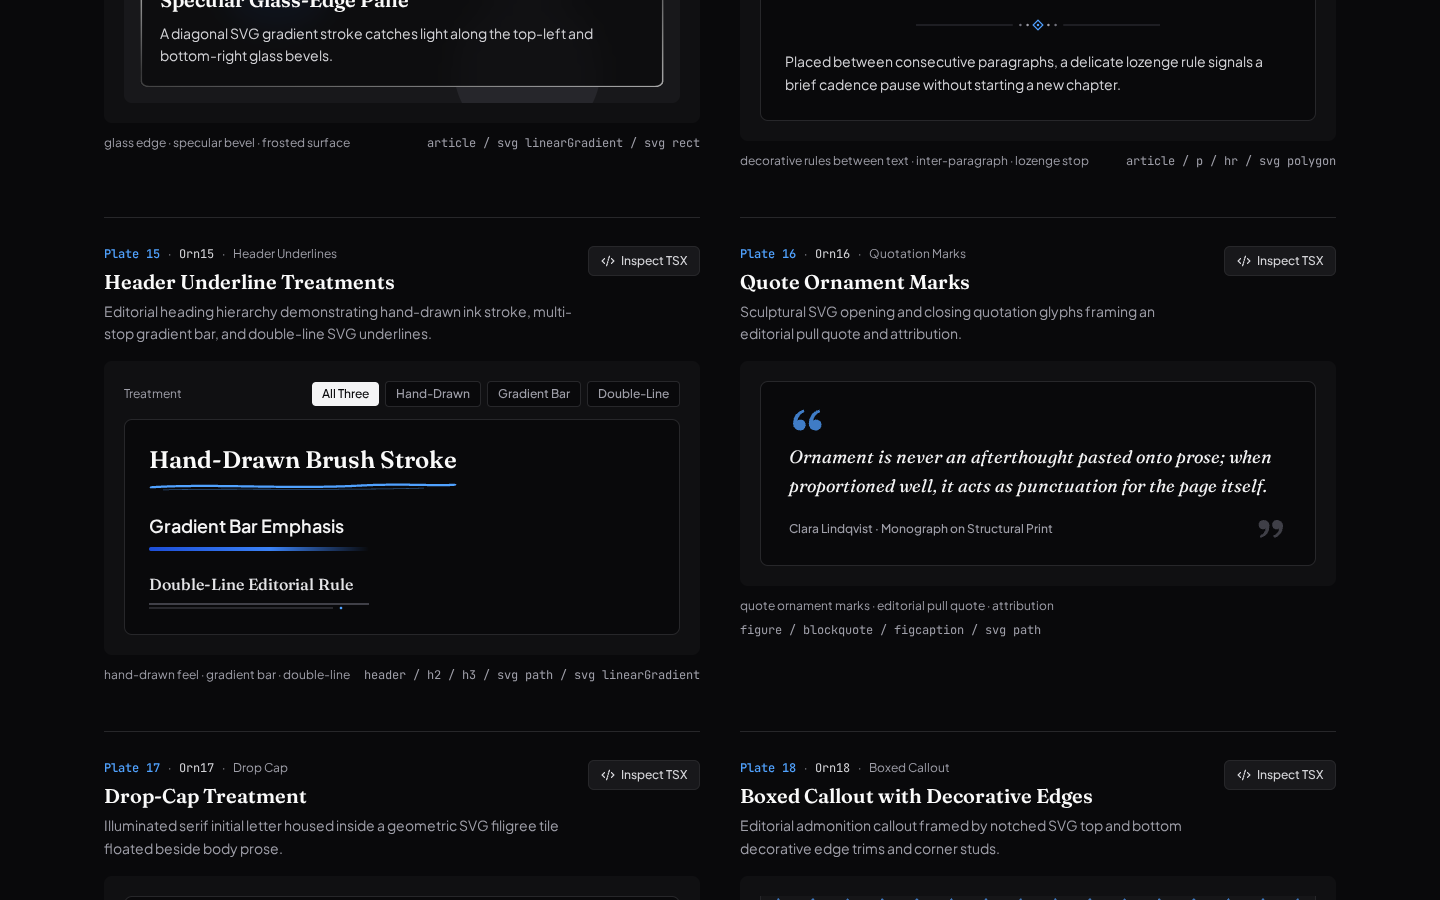 Specular Glass-Edge Pane
A diagonal SVG gradient stroke catches light along the top-left and
bottom-right glass bevels.
glass edge · specular bevel · frosted surface
article / svg linearGradient / svg rect
Placed between consecutive paragraphs, a delicate lozenge rule signals a
brief cadence pause without starting a new chapter.
decorative rules between text · inter-paragraph · lozenge stop
article / p / hr / svg polygon
Plate 15 · Orn15 · Header Underlines
</> Inspect TSX
Header Underline Treatments
Editorial heading hierarchy demonstrating hand-drawn ink stroke, multi-
stop gradient bar, and double-line SVG underlines.
Treatment
All Three
Hand-Drawn
Gradient Bar
Double-Line
Hand-Drawn Brush Stroke
Gradient Bar Emphasis
Double-Line Editorial Rule
hand-drawn feel · gradient bar · double-line
header / h2 / h3 / svg path / svg linearGradient
Plate 16 · Orn16 · Quotation Marks
</> Inspect TSX
Quote Ornament Marks
Sculptural SVG opening and closing quotation glyphs framing an
editorial pull quote and attribution.
“
Ornament is never an afterthought pasted onto prose; when
proportioned well, it acts as punctuation for the page itself.
Clara Lindqvist · Monograph on Structural Print
”
quote ornament marks · editorial pull quote · attribution
figure / blockquote / figcaption / svg path
Plate 17 · Orn17 · Drop Cap
</> Inspect TSX
Drop-Cap Treatment
Illuminated serif initial letter housed inside a geometric SVG filigree tile
floated beside body prose.
Plate 18 · Orn18 · Boxed Callout
</> Inspect TSX
Boxed Callout with Decorative Edges
Editorial admonition callout framed by notched SVG top and bottom
decorative edge trims and corner studs.